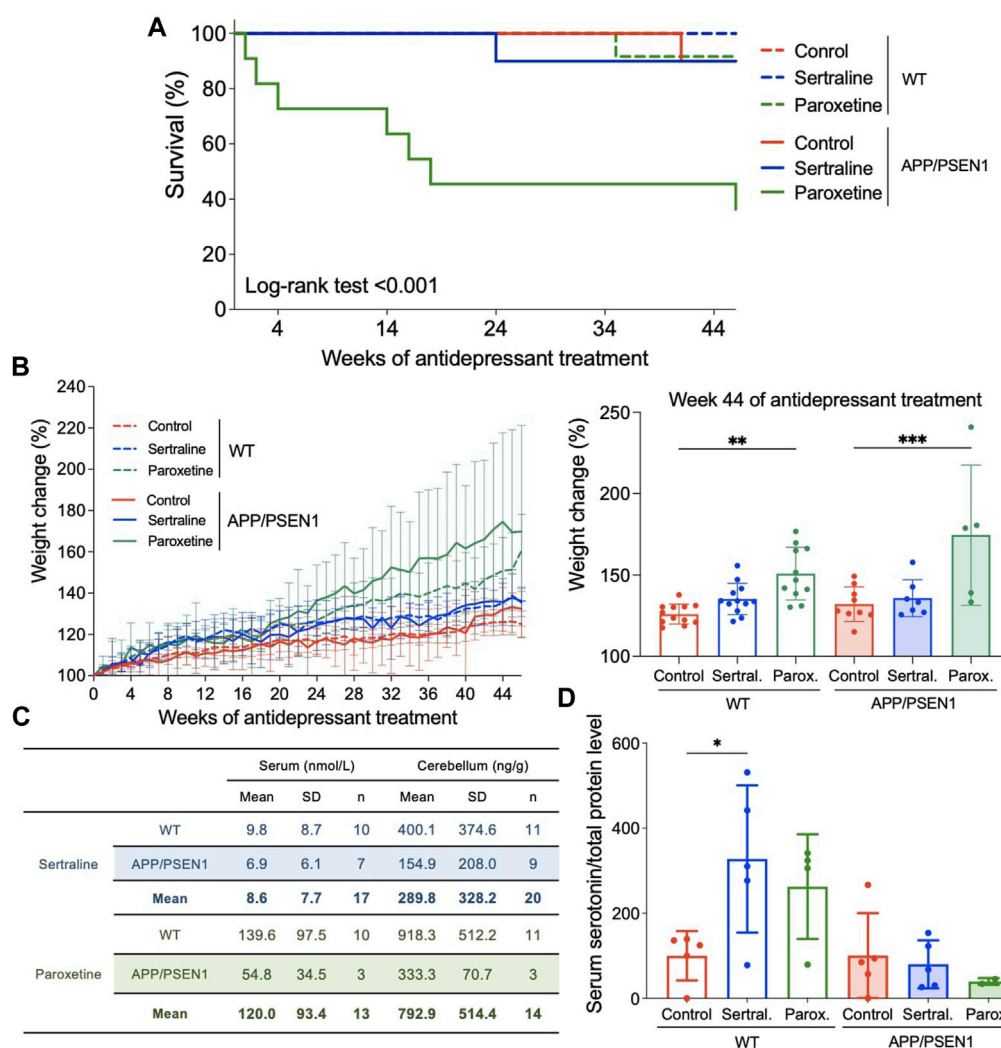 A
100
80
60
40
20
0
Survival (%)
Log-rank test <0.001
4 14 24 34 44
Weeks of antidepressant treatment
Conrol
Sertraline
Paroxetine
WT
Control
Sertraline
Paroxetine
APP/PSEN1
B
240
220
200
180
160
140
120
100
Weight change (%)
Control
Sertraline
Paroxetine
WT
Control
Sertraline
Paroxetine
APP/PSEN1
0 4 8 12 16 20 24 28 32 36 40 44
Weeks of antidepressant treatment
Week 44 of antidepressant treatment
250
200
150
100
Weight change (%)
** ***
Control Sertral. Parox. Control Sertral. Parox.
WT APP/PSEN1
C
Serum (nmol/L) Cerebellum (ng/g)
Mean SD n Mean SD n
WT 9.8 8.7 10 400.1 374.6 11
Sertraline APP/PSEN1 6.9 6.1 7 154.9 208.0 9
Mean 8.6 7.7 17 289.8 328.2 20
WT 139.6 97.5 10 918.3 512.2 11
Paroxetine APP/PSEN1 54.8 34.5 3 333.3 70.7 3
Mean 120.0 93.4 13 792.9 514.4 14
D
600
400
200
0
Serum serotonin/total protein level
*
Control Sertral. Parox. Control Sertral. Parox.
WT APP/PSEN1